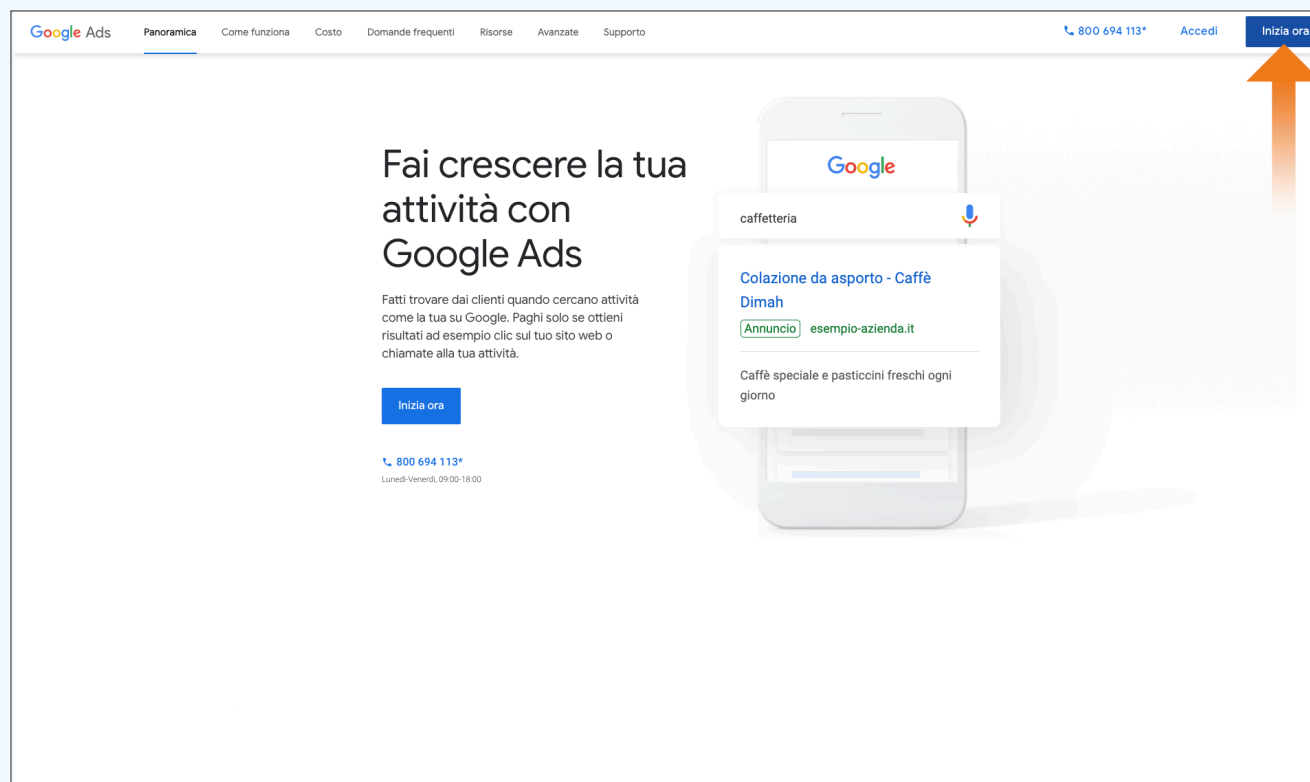 Google Ads
Panoramica
Come funziona
Costo
Domande frequenti
Risorse
Avanzate
Supporto
800 694 113*
Accedi
Inizia ora
Fai crescere la tua
attività con
Google Ads
Fatti trovare dai clienti quando cercano attività
come la tua su Google. Paghi solo se ottieni
risultati ad esempio clic sul tuo sito web o
chiamate alla tua attività.
Inizia ora
800 694 113*
Lunedì-Venerdì, 09:00-18:00
Google
caffetteria
Colazione da asporto - Caffè
Dimah
Annuncio esempio-azienda.it
Caffè speciale e pasticcini freschi ogni
giorno